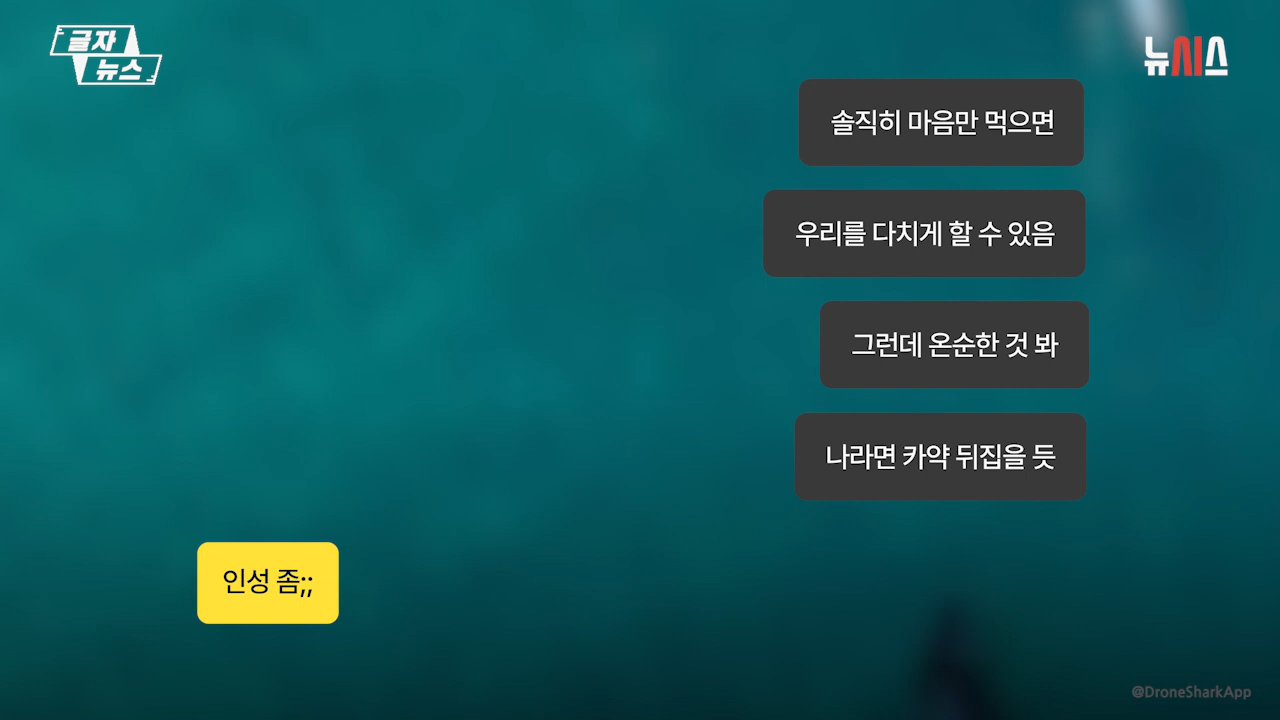 글자
뉴스
뉴시스
솔직히 마음만 먹으면
우리를 다치게 할 수 있음
그런데 온순한 것 봐
나라면 카약 뒤집을 듯
인성 좀;;
@DroneSharkApp